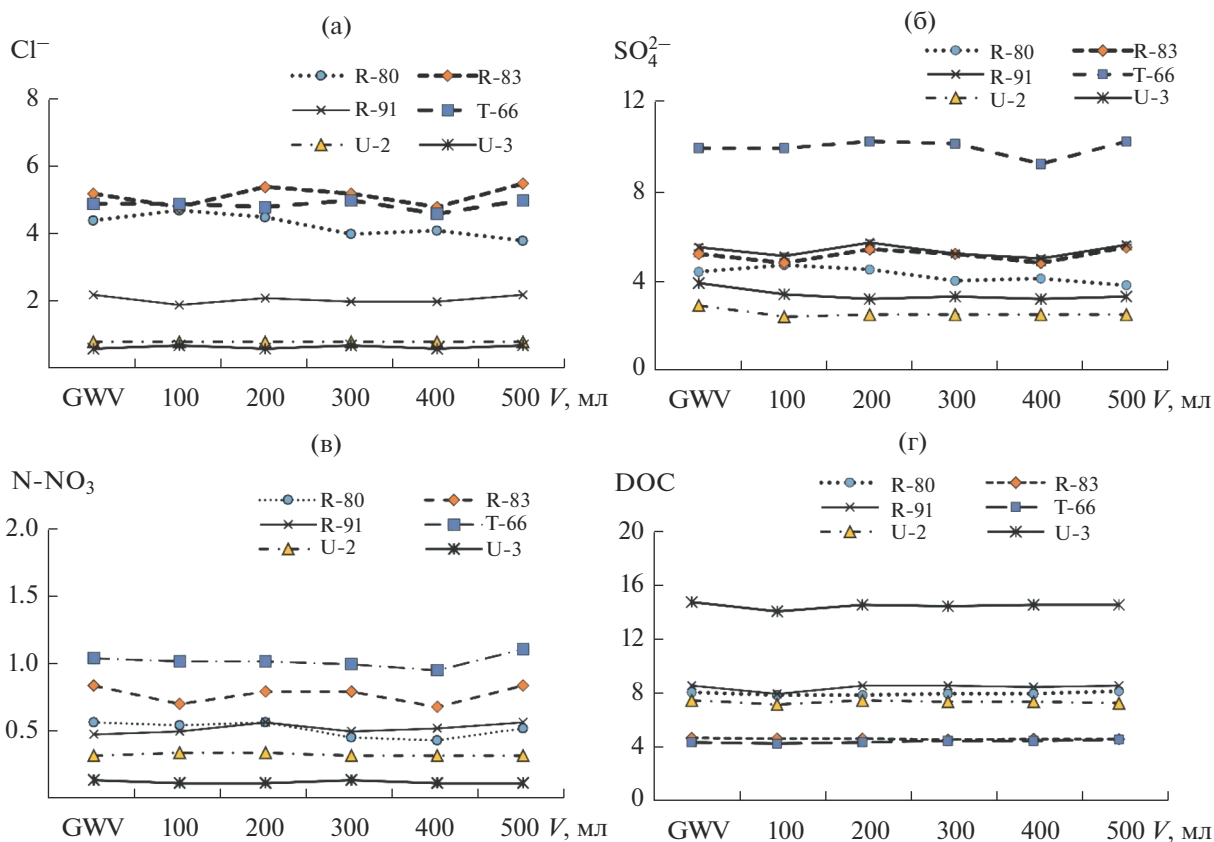 (а)
Cl⁻
R-80 R-83
R-91 T-66
U-2 U-3
8
6
4
2
GWV 100 200 300 400 500 V, мл
(б)
SO₄²⁻
R-80 R-83
R-91 T-66
U-2 U-3
12
8
4
0
GWV 100 200 300 400 500 V, мл
(в)
N-NO₃
R-80 R-83
R-91 T-66
U-2 U-3
2.0
1.5
1.0
0.5
GWV 100 200 300 400 500 V, мл
(г)
DOC
R-80 R-83
R-91 T-66
U-2 U-3
20
16
12
8
4
0
GWV 100 200 300 400 500 V, мл